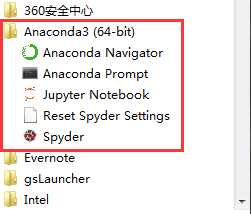 360安全中心
Anaconda3 (64-bit)
Anaconda Navigator
Anaconda Prompt
Jupyter Notebook
Reset Spyder Settings
Spyder
Evernote
gsLauncher
Intel